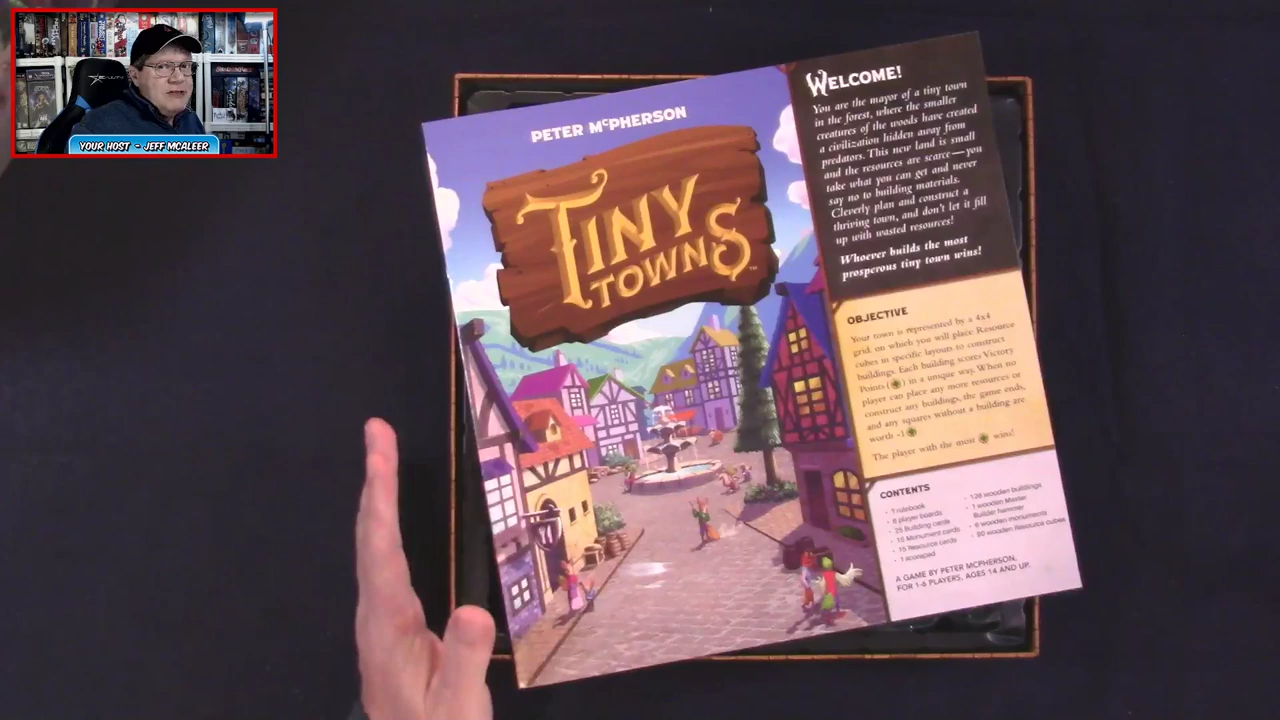 YOUR HOST - JEFF MCALEER
PETER McPHERSON
TINY
TOWNS™
WELCOME!
You are the mayor of a tiny town
in the forest, where the smaller
creatures of the woods have created
a civilization hidden away from
predators. This new land is small
and the resources are scarce—you
take what you can get and never
say no to building materials.
Cleverly plan and construct a
thriving town, and don't let it fill
up with wasted resources!
Whoever builds the most
prosperous tiny town wins!
OBJECTIVE
Your town is represented by a 4x4
grid on which you will place Resource
cubes in specific layouts to construct
buildings. Each building scores Victory
Points ( ) in a unique way. When no
player can place any more resources or
construct any buildings, the game ends,
and any squares without a building are
worth -1 .
The player with the most wins!
CONTENTS
· 1 rulebook
· 6 player boards
· 25 Building cards
· 15 Monument cards
· 15 Resource cards
· 1 scorepad
· 126 wooden buildings
· 1 wooden Master
Builder hammer
· 6 wooden monuments
· 90 wooden Resource cubes
A GAME BY PETER MCPHERSON,
FOR 1-6 PLAYERS, AGES 14 AND UP.